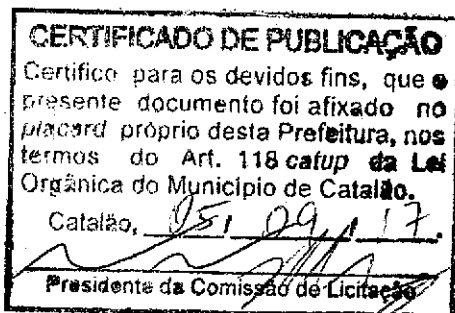 CERTIFICADO DE PUBLICAÇÃO
Certifico para os devidos fins, que o
presente documento foi afixado no
placard próprio desta Prefeitura, nos
termos do Art. 118 catup da Lei
Orgânica do Município de Catalão.
Catalão, 05, 09, 17.
Presidente da Comissão de Licitação